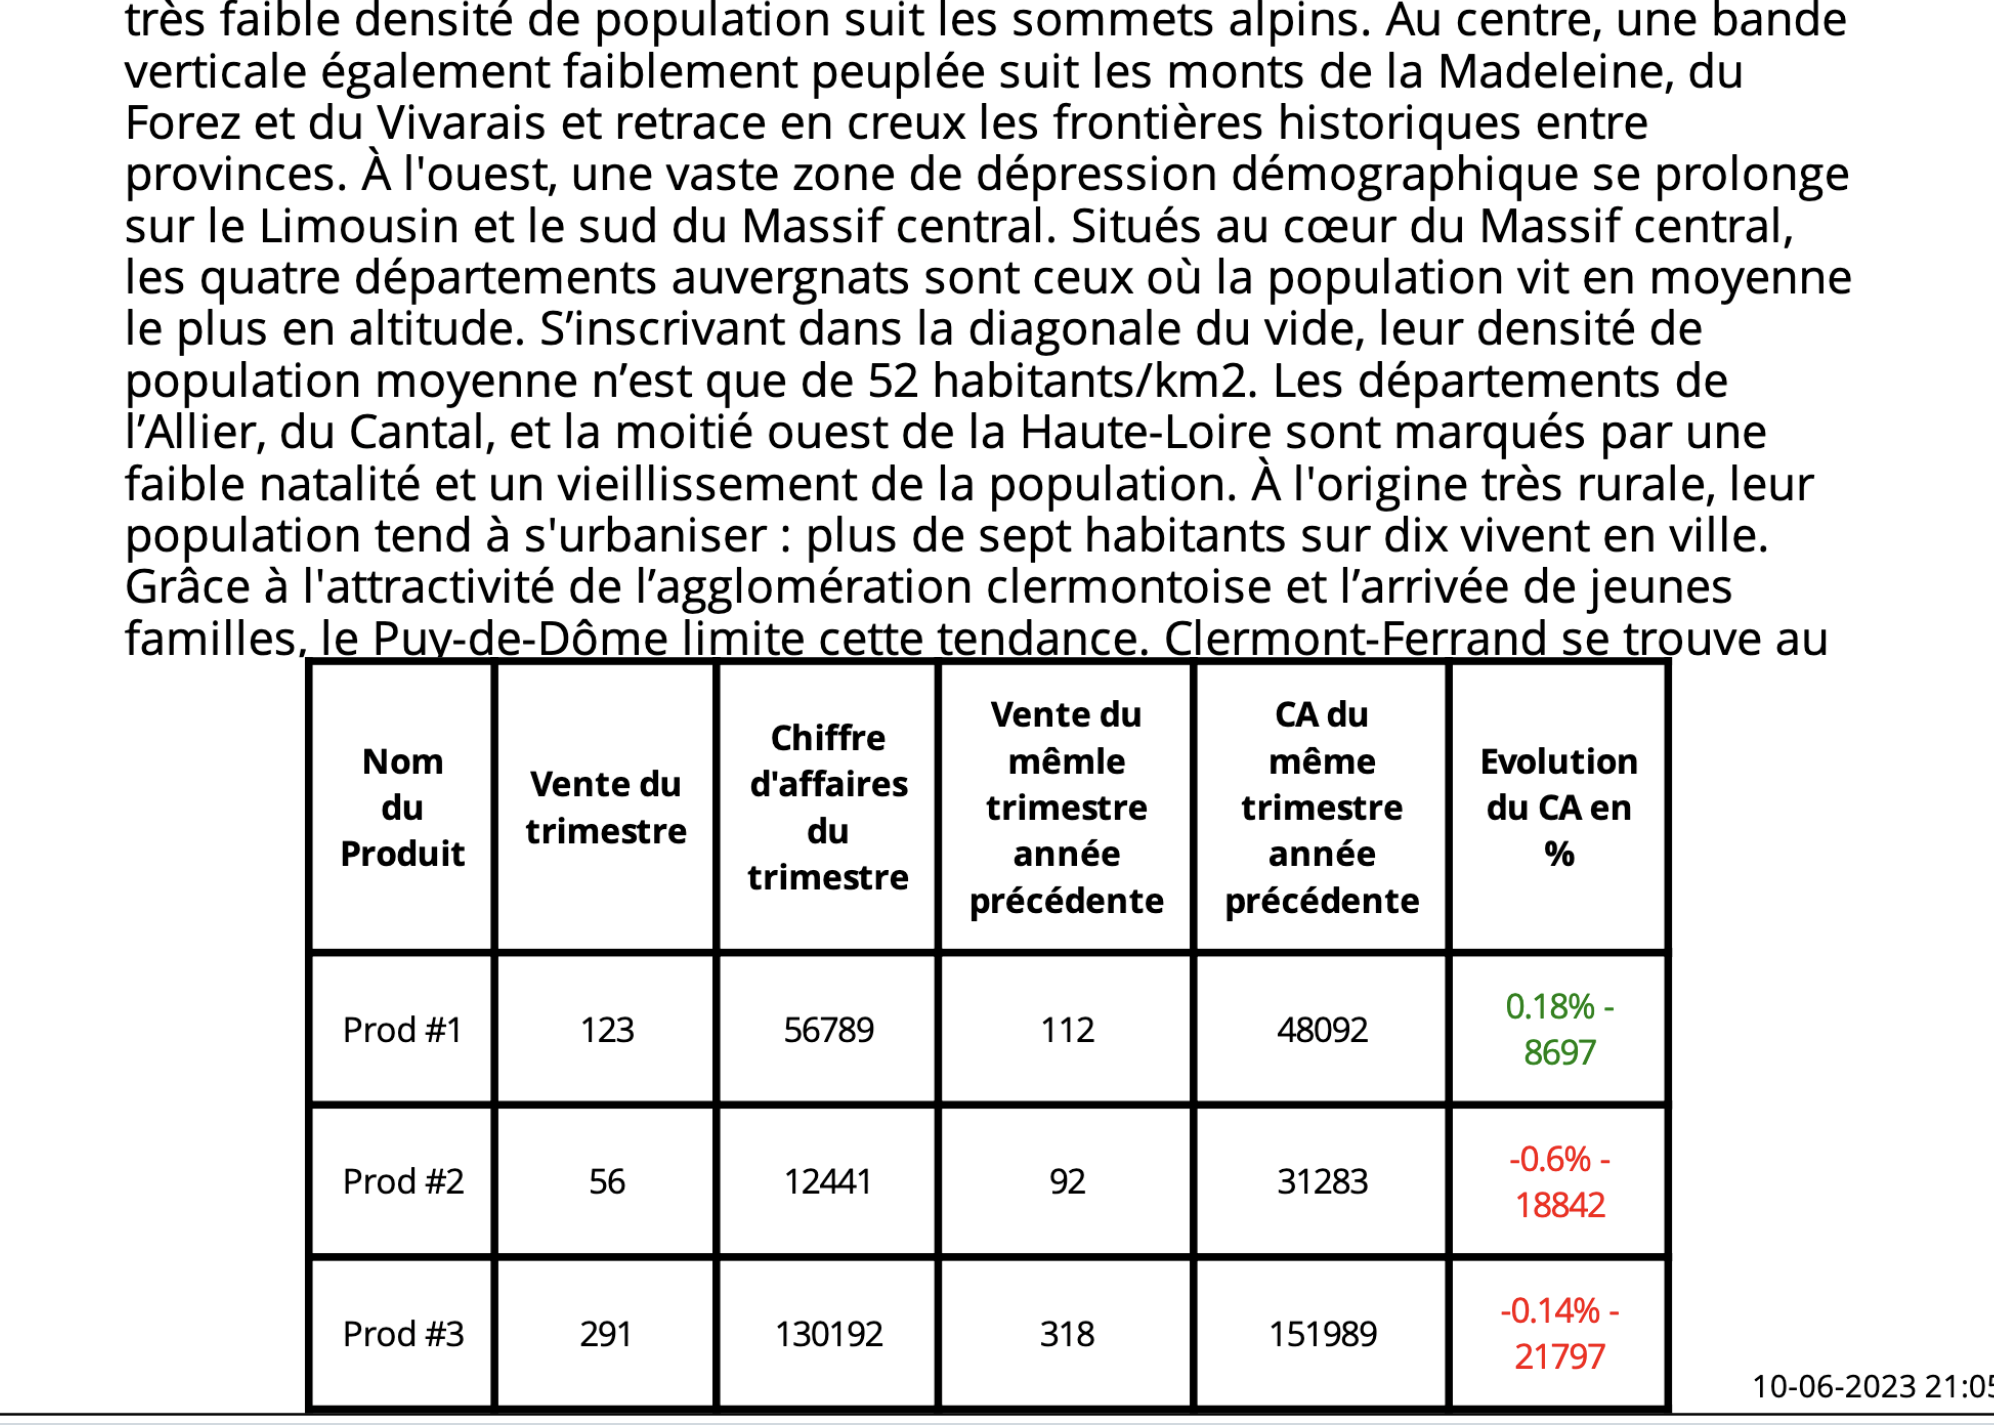 très faible densité de population suit les sommets alpins. Au centre, une bande
verticale également faiblement peuplée suit les monts de la Madeleine, du
Forez et du Vivarais et retrace en creux les frontières historiques entre
provinces. À l'ouest, une vaste zone de dépression démographique se prolonge
sur le Limousin et le sud du Massif central. Situés au cœur du Massif central,
les quatre départements auvergnats sont ceux où la population vit en moyenne
le plus en altitude. S’inscrivant dans la diagonale du vide, leur densité de
population moyenne n’est que de 52 habitants/km2. Les départements de
l’Allier, du Cantal, et la moitié ouest de la Haute-Loire sont marqués par une
faible natalité et un vieillissement de la population. À l'origine très rurale, leur
population tend à s'urbaniser : plus de sept habitants sur dix vivent en ville.
Grâce à l'attractivité de l’agglomération clermontoise et l’arrivée de jeunes
familles, le Puy-de-Dôme limite cette tendance. Clermont-Ferrand se trouve au
Nom
du
Produit
Vente du
trimestre
Chiffre
d'affaires
du
trimestre
Vente du
mêmle
trimestre
année
précédente
CA du
même
trimestre
année
précédente
Evolution
du CA en
%
Prod #1
123
56789
112
48092
0.18% -
8697
Prod #2
56
12441
92
31283
-0.6% -
18842
Prod #3
291
130192
318
151989
-0.14% -
21797
10-06-2023 21:05